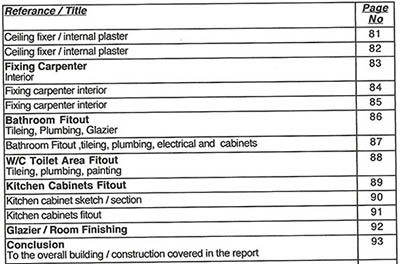 Referance / Title Page No
Ceiling fixer / internal plaster 81
Ceiling fixer / internal plaster 82
Fixing Carpenter 83
Interior
Fixing carpenter interior 84
Fixing carpenter interior 85
Bathroom Fitout 86
Tileing, Plumbing, Glazier
Bathroom Fitout ,tileing, plumbing, electrical and cabinets 87
W/C Toilet Area Fitout 88
Tileing, plumbing, painting
Kitchen Cabinets Fitout 89
Kitchen cabinet sketch / section 90
Kitchen cabinets fitout 91
Glazier / Room Finishing 92
Conclusion 93
To the overall building / construction covered in the report